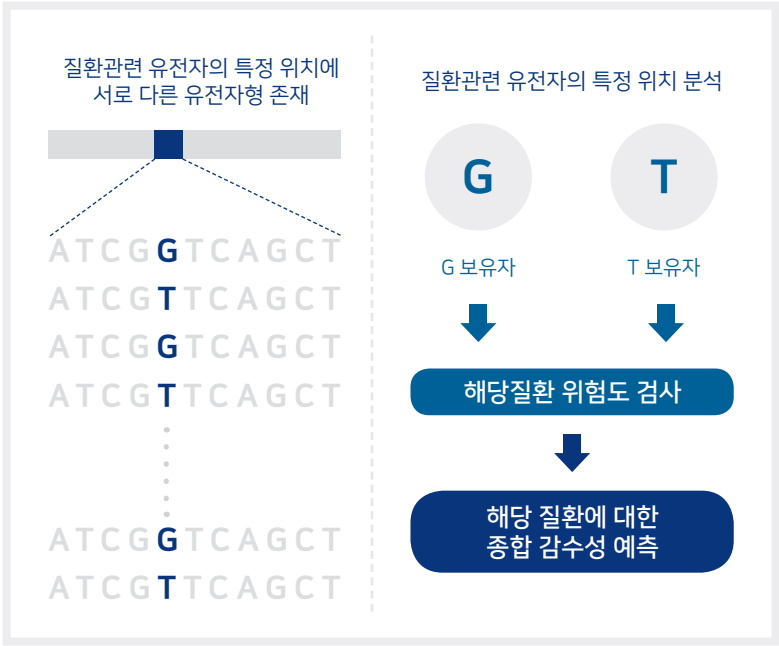 질환관련 유전자의 특정 위치에
서로 다른 유전자형 존재
ATCGGTCAGCT
ATCGTTCAGCT
ATCGGTCAGCT
ATCGTTCAGCT
ATCGGTCAGCT
ATCGTTCAGCT
질환관련 유전자의 특정 위치 분석
G T
G 보유자 T 보유자
해당질환 위험도 검사
해당 질환에 대한
종합 감수성 예측